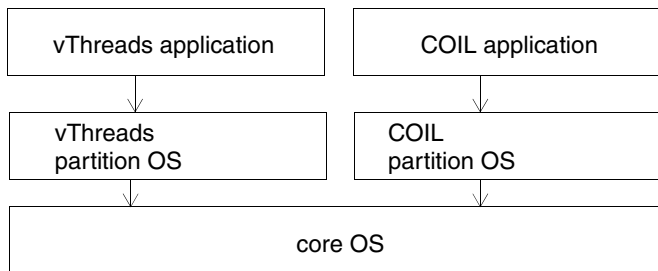 vThreads application
COIL application
vThreads
partition OS
COIL
partition OS
core OS